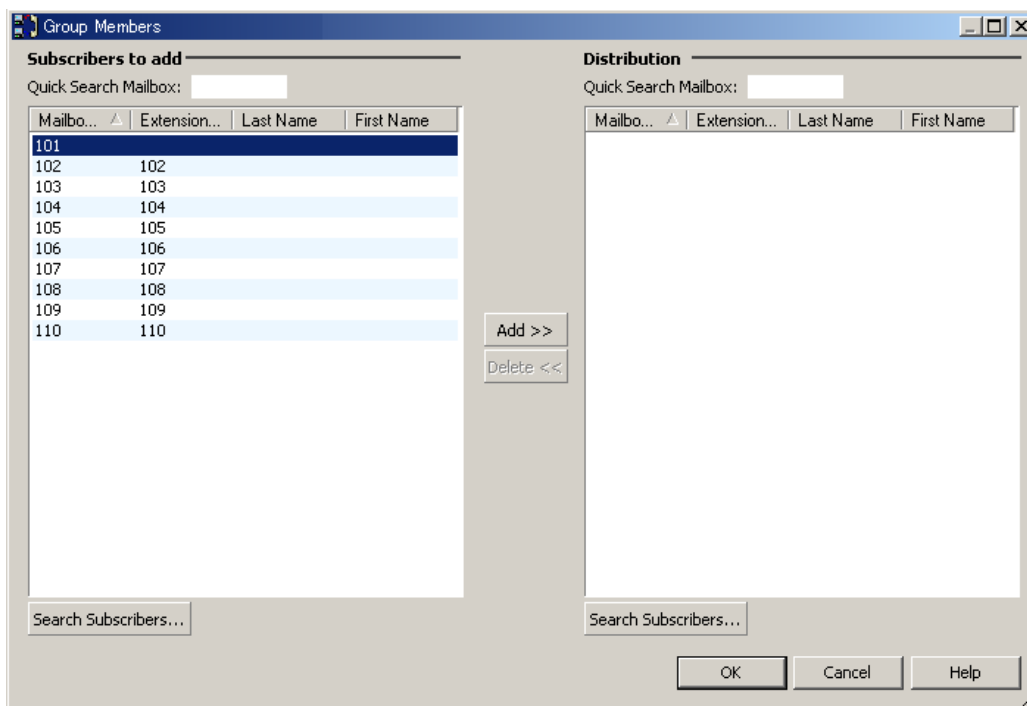 Group Members
Subscribers to add
Quick Search Mailbox:
Mailbo... Extension... Last Name First Name
101
102 102
103 103
104 104
105 105
106 106
107 107
108 108
109 109
110 110
Search Subscribers...
Add >>
Delete <<
Distribution
Quick Search Mailbox:
Mailbo... Extension... Last Name First Name
Search Subscribers...
OK Cancel Help